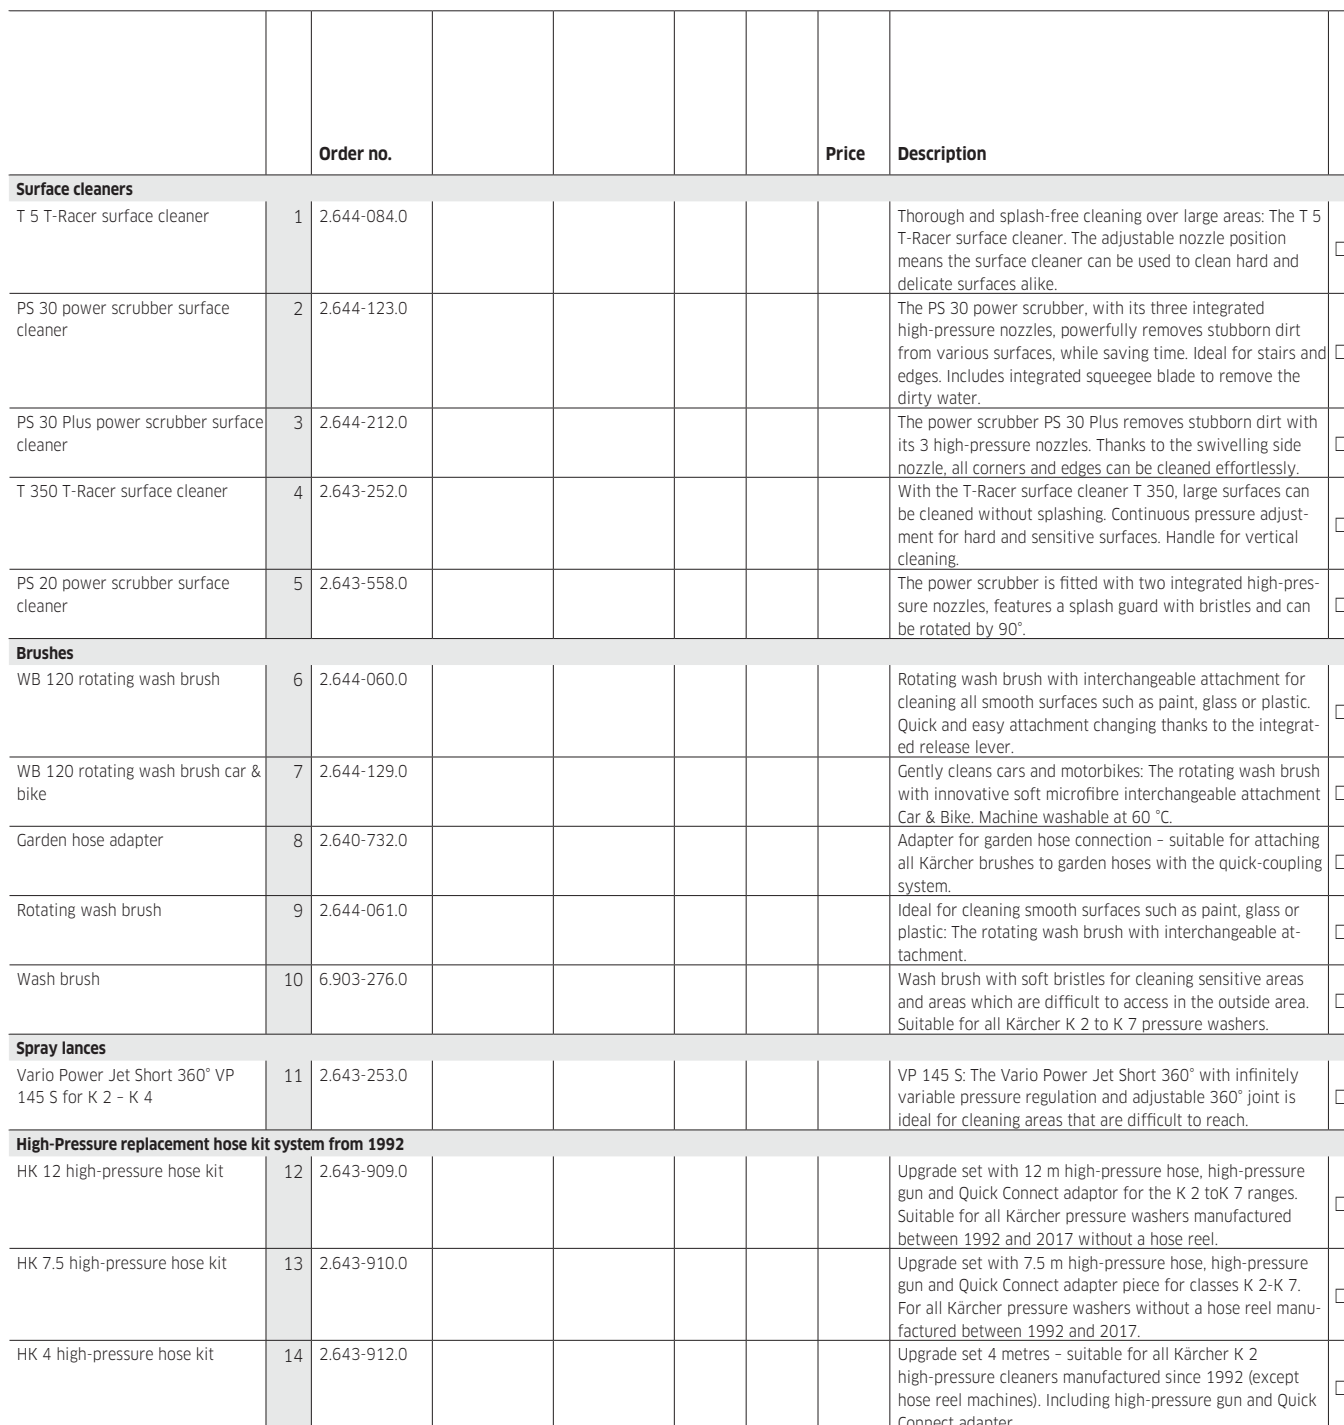 Order no. Price Description
Surface cleaners
T 5 T-Racer surface cleaner 1 2.644-084.0 Thorough and splash-free cleaning over large areas: The T 5
T-Racer surface cleaner. The adjustable nozzle position
means the surface cleaner can be used to clean hard and
delicate surfaces alike.
PS 30 power scrubber surface 2 2.644-123.0 The PS 30 power scrubber, with its three integrated
cleaner high-pressure nozzles, powerfully removes stubborn dirt
from various surfaces, while saving time. Ideal for stairs and
edges. Includes integrated squeegee blade to remove the
dirty water.
PS 30 Plus power scrubber surface 3 2.644-212.0 The power scrubber PS 30 Plus removes stubborn dirt with
cleaner its 3 high-pressure nozzles. Thanks to the swivelling side
nozzle, all corners and edges can be cleaned effortlessly.
T 350 T-Racer surface cleaner 4 2.643-252.0 With the T-Racer surface cleaner T 350, large surfaces can
be cleaned without splashing. Continuous pressure adjust-
ment for hard and sensitive surfaces. Handle for vertical
cleaning.
PS 20 power scrubber surface 5 2.643-558.0 The power scrubber is fitted with two integrated high-pres-
cleaner sure nozzles, features a splash guard with bristles and can
be rotated by 90°.
Brushes
WB 120 rotating wash brush 6 2.644-060.0 Rotating wash brush with interchangeable attachment for
cleaning all smooth surfaces such as paint, glass or plastic.
Quick and easy attachment changing thanks to the integrat-
ed release lever.
WB 120 rotating wash brush car & 7 2.644-129.0 Gently cleans cars and motorbikes: The rotating wash brush
bike with innovative soft microfibre interchangeable attachment
Car & Bike. Machine washable at 60 °C.
Garden hose adapter 8 2.640-732.0 Adapter for garden hose connection – suitable for attaching
all Kärcher brushes to garden hoses with the quick-coupling
system.
Rotating wash brush 9 2.644-061.0 Ideal for cleaning smooth surfaces such as paint, glass or
plastic: The rotating wash brush with interchangeable at-
tachment.
Wash brush 10 6.903-276.0 Wash brush with soft bristles for cleaning sensitive areas
and areas which are difficult to access in the outside area.
Suitable for all Kärcher K 2 to K 7 pressure washers.
Spray lances
Vario Power Jet Short 360° VP 11 2.643-253.0 VP 145 S: The Vario Power Jet Short 360° with infinitely
145 S for K 2 – K 4 variable pressure regulation and adjustable 360° joint is
ideal for cleaning areas that are difficult to reach.
High-Pressure replacement hose kit system from 1992
HK 12 high-pressure hose kit 12 2.643-909.0 Upgrade set with 12 m high-pressure hose, high-pressure
gun and Quick Connect adaptor for the K 2 toK 7 ranges.
Suitable for all Kärcher pressure washers manufactured
between 1992 and 2017 without a hose reel.
HK 7.5 high-pressure hose kit 13 2.643-910.0 Upgrade set with 7.5 m high-pressure hose, high-pressure
gun and Quick Connect adapter piece for classes K 2-K 7.
For all Kärcher pressure washers without a hose reel manu-
factured between 1992 and 2017.
HK 4 high-pressure hose kit 14 2.643-912.0 Upgrade set 4 metres – suitable for all Kärcher K 2
high-pressure cleaners manufactured since 1992 (except
hose reel machines). Including high-pressure gun and Quick
Connect adapter.